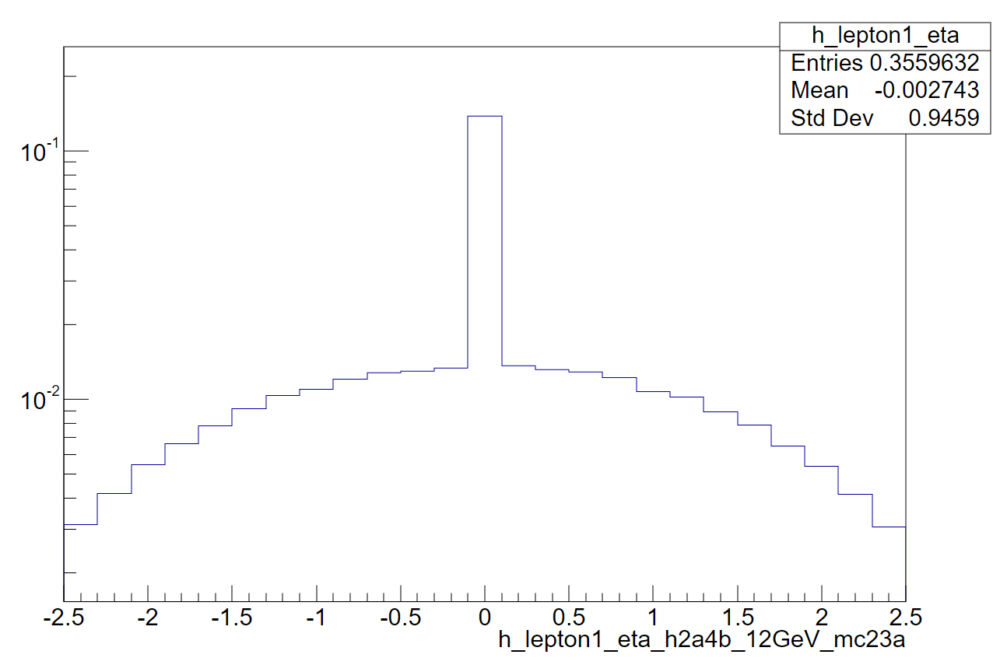 h_lepton1_eta
Entries 0.3559632
Mean -0.002743
Std Dev 0.9459
10-1
10-2
-2.5 -2 -1.5 -1 -0.5 0 0.5 1 1.5 2 2.5
h_lepton1_eta_h2a4b_12GeV_mc23a